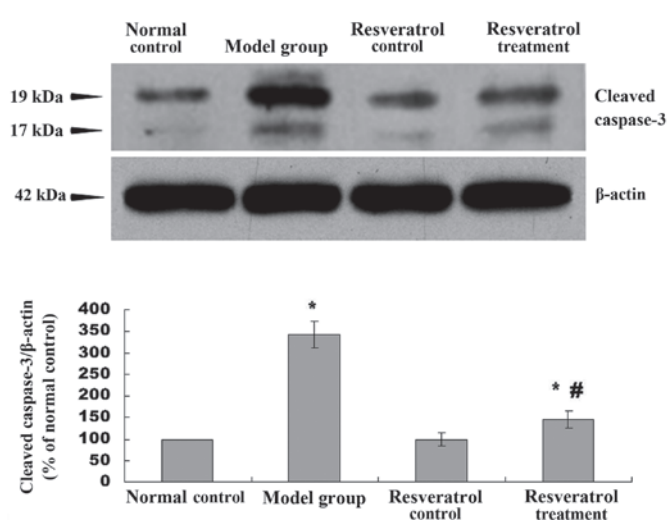 Normal control
Model group
Resveratrol control
Resveratrol treatment
19 kDa
17 kDa
Cleaved caspase-3
42 kDa
β-actin
Cleaved caspase-3/β-actin
(% of normal control)
400
350
300
250
200
150
100
50
0
*
* #
Normal control
Model group
Resveratrol control
Resveratrol treatment